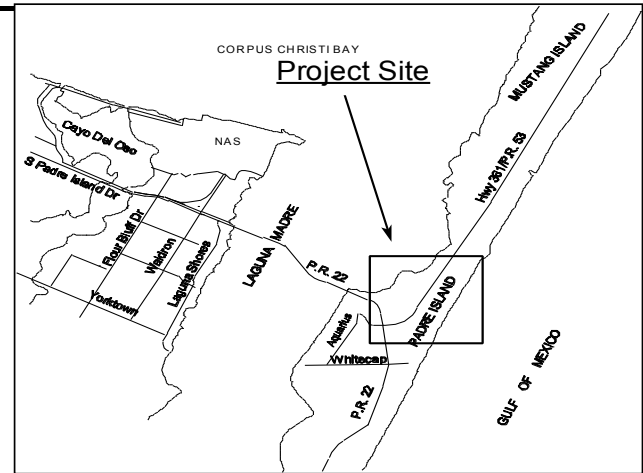 CORPUS CHRISTI BAY
Project Site
MUSTANG ISLAND
Cayo Del Oso
NAS
Hwy 361/P.R. 53
S Padre Island Dr
Flour Bluff Dr
Waldron
Laguna Shores
LAGUNA MADRE
P.R. 22
Yorktown
Aquarius
PADRE ISLAND
Whitecap
P.R. 22
GULF OF MEXICO